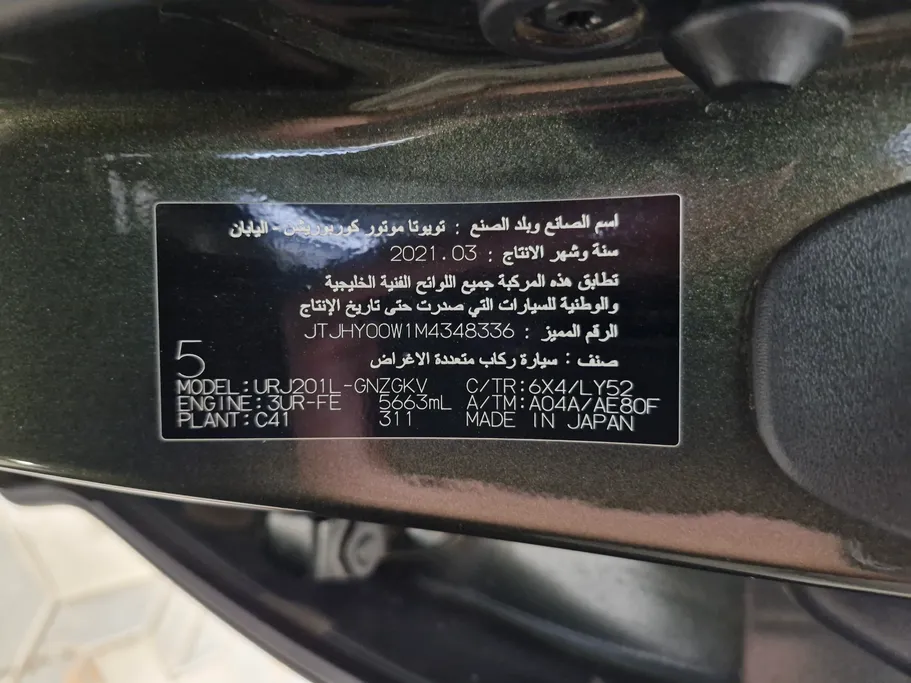 اسم الصانع وبلد الصنع : تويوتا موتور كوربوريشن - اليابان
سنة وشهر الانتاج : 2021.03
تطابق هذه المركبة جميع اللوائح الفنية الخليجية
والوطنية للسيارات التي صدرت حتى تاريخ الإنتاج
الرقم المميز : JTJHY00W1M4348336
صنف : سيارة ركاب متعددة الاغراض
5
MODEL:URJ201L-GNZGKV C/TR:6X4/LY52
ENGINE:3UR-FE 5663mL A/TM:A04A/AE80F
PLANT:C41 311 MADE IN JAPAN